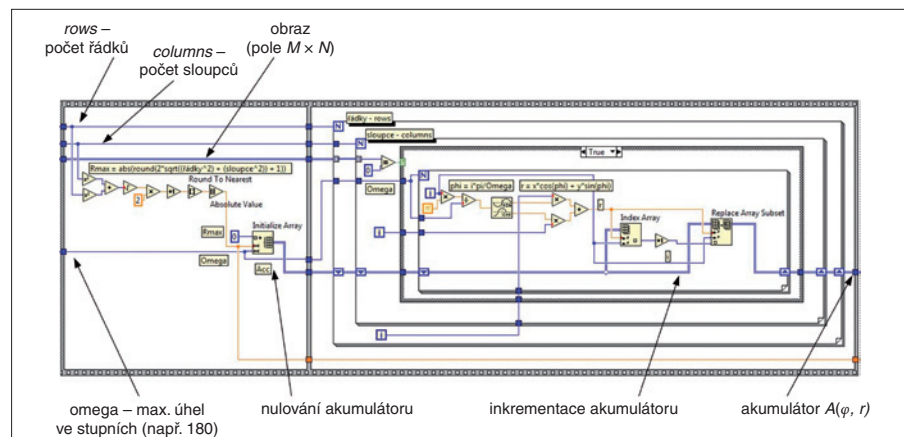 rows –
počet řádků
columns –
počet sloupců
obraz
(pole M × N)
řádky - rows
N
sloupce - columns
N
True
Rmax = abs(round(2*sqrt((řádky^2) + (sloupce^2)) + 1))
Round To Nearest
2
Absolute Value
0
Omega
N
i
phi = i*pi/Omega
r = x*cos(phi) + y*sin(phi)
r
Index Array
Replace Array Subset
i
Initialize Array
0
Rmax
Omega
Acc
i
omega – max. úhel
ve stupních (např. 180)
nulování akumulátoru
inkrementace akumulátoru
akumulátor A(φ, r)